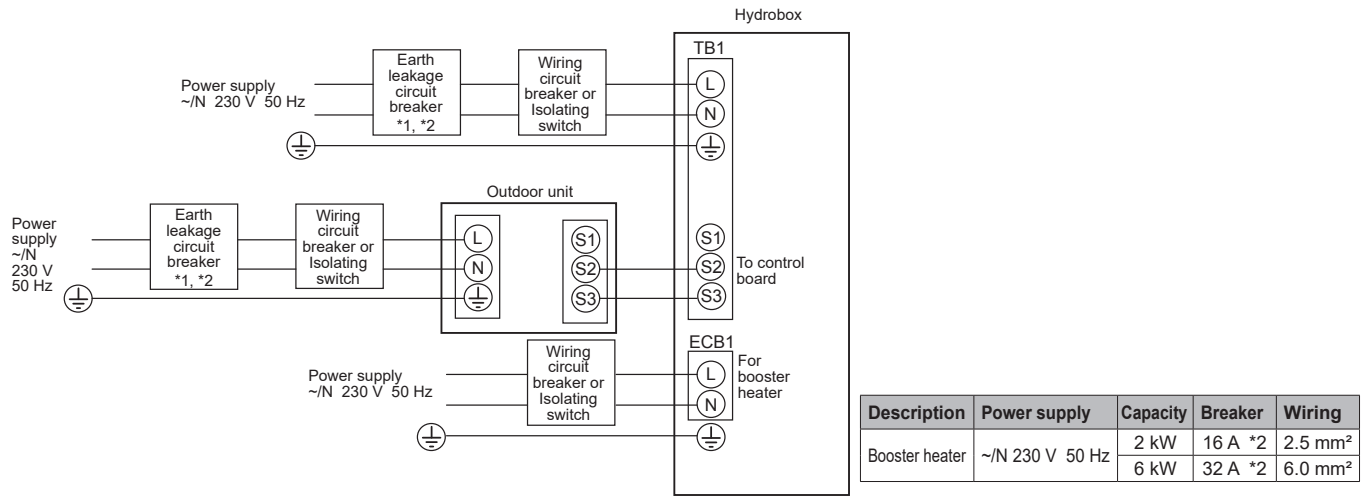 Hydrobox
TB1
Power supply
~/N 230 V 50 Hz
Earth
leakage
circuit
breaker
*1, *2
Wiring
circuit
breaker or
Isolating
switch
L
N
Outdoor unit
Power
supply
~/N
230 V
50 Hz
Earth
leakage
circuit
breaker
*1, *2
Wiring
circuit
breaker or
Isolating
switch
L
N
S1
S2
S3
S1
S2
S3
To control
board
ECB1
Power supply
~/N 230 V 50 Hz
Wiring
circuit
breaker or
Isolating
switch
L
N
For
booster
heater
Description Power supply Capacity Breaker Wiring
Booster heater ~/N 230 V 50 Hz 2 kW 16 A *2 2.5 mm²
6 kW 32 A *2 6.0 mm²